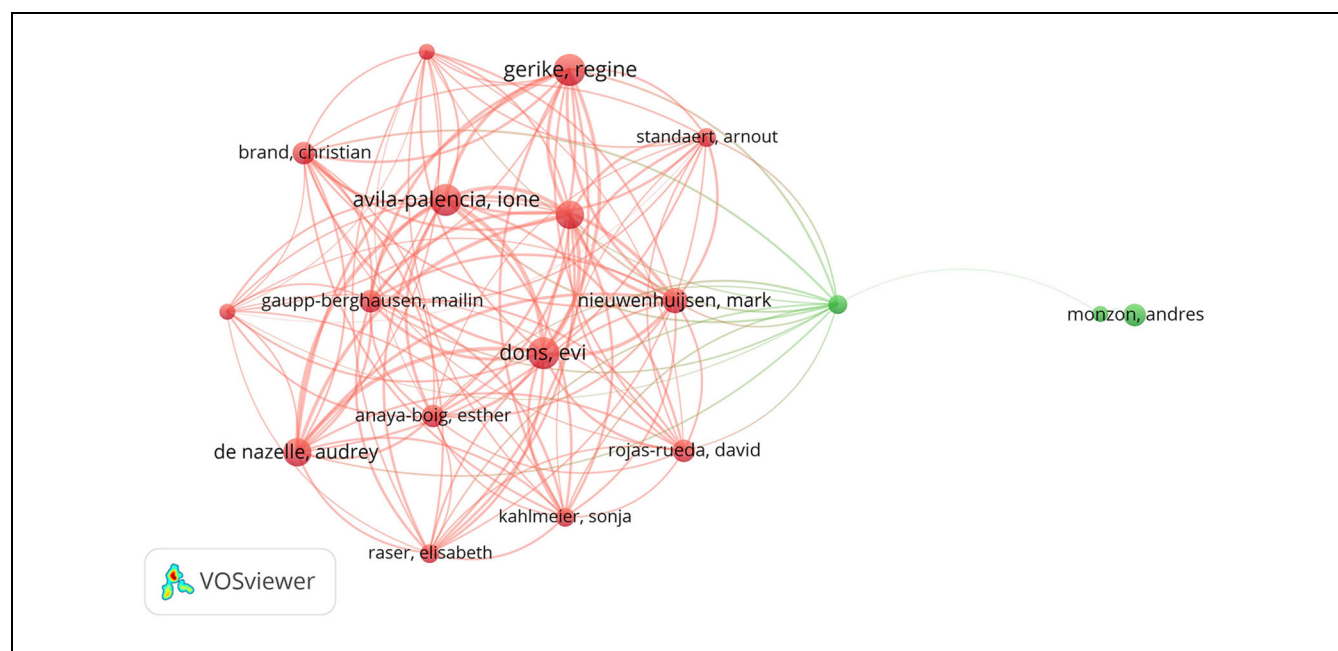 gerike, regine
standaert, arnout
brand, christian
avila-palencia, ione
gaupp-berghausen, mailin
nieuwenhuijsen, mark
monzon, andres
dons, evi
anaya-boig, esther
de nazelle, audrey
rojas-rueda, david
kahlmeier, sonja
raser, elisabeth
VOSviewer